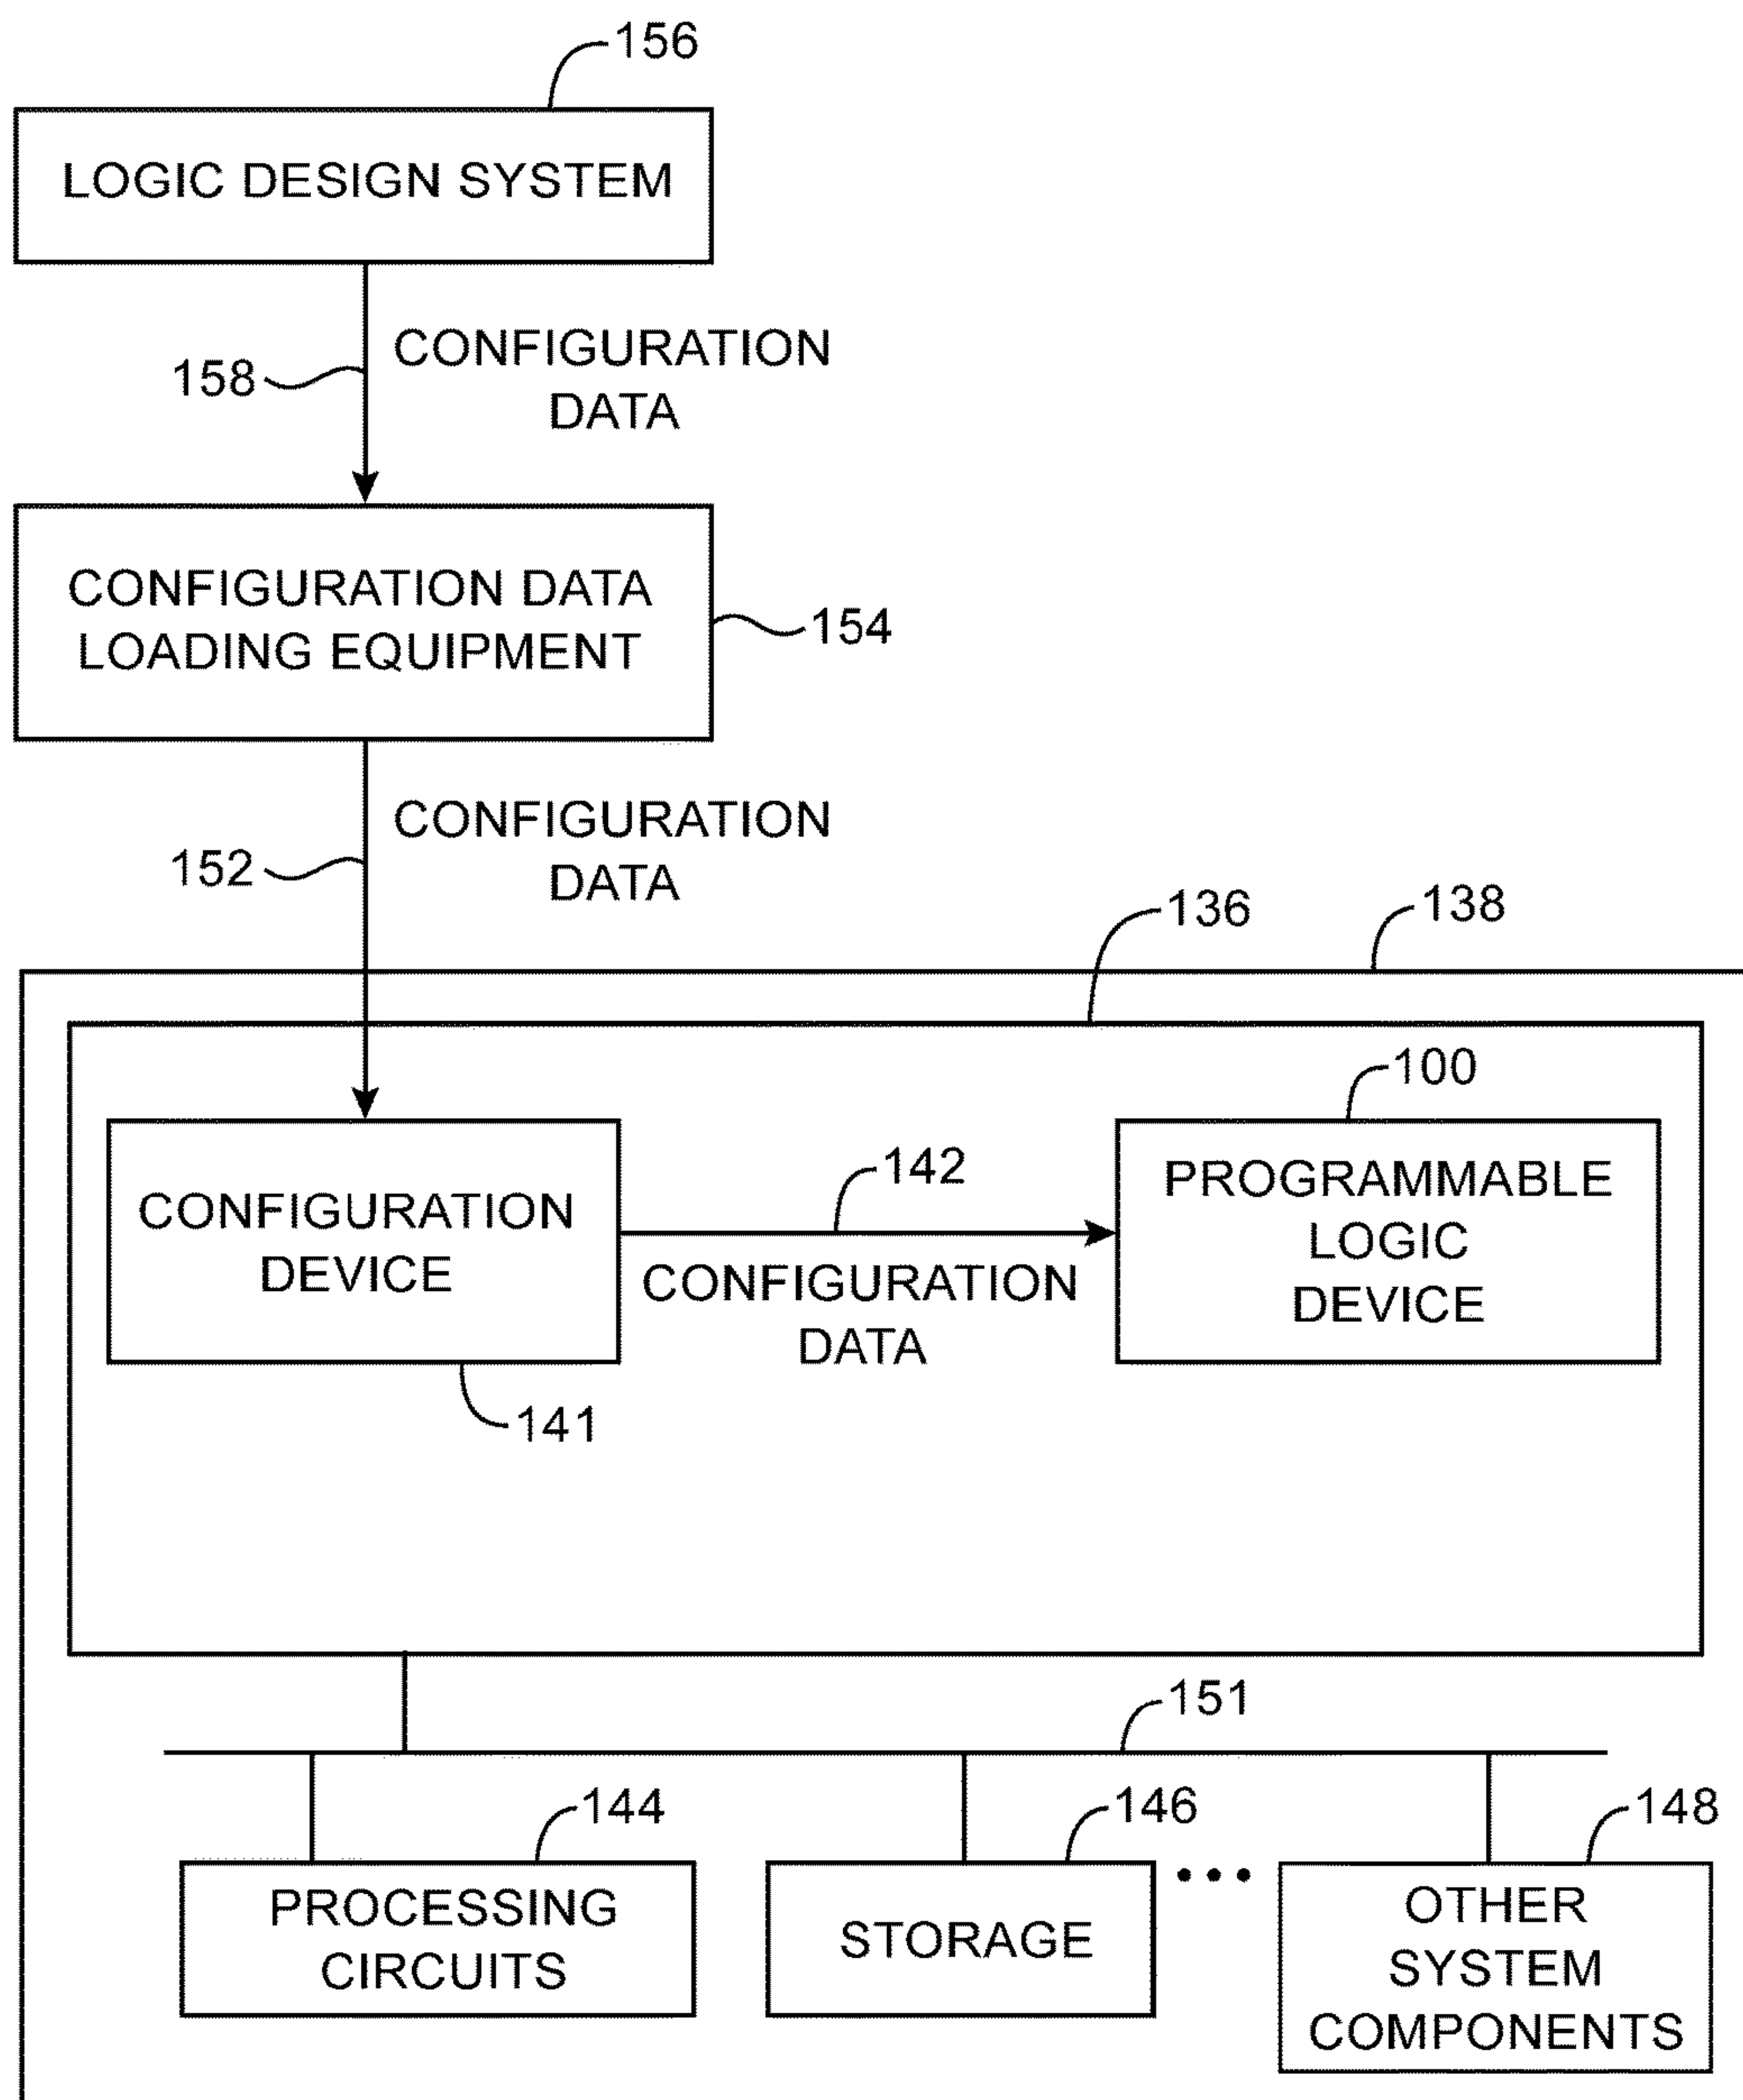 156
LOGIC DESIGN SYSTEM
158
CONFIGURATION
DATA
CONFIGURATION DATA
LOADING EQUIPMENT
154
152
CONFIGURATION
DATA
136
138
100
CONFIGURATION
DEVICE
142
CONFIGURATION
DATA
PROGRAMMABLE
LOGIC
DEVICE
141
151
144
146
148
PROCESSING
CIRCUITS
STORAGE
OTHER
SYSTEM
COMPONENTS